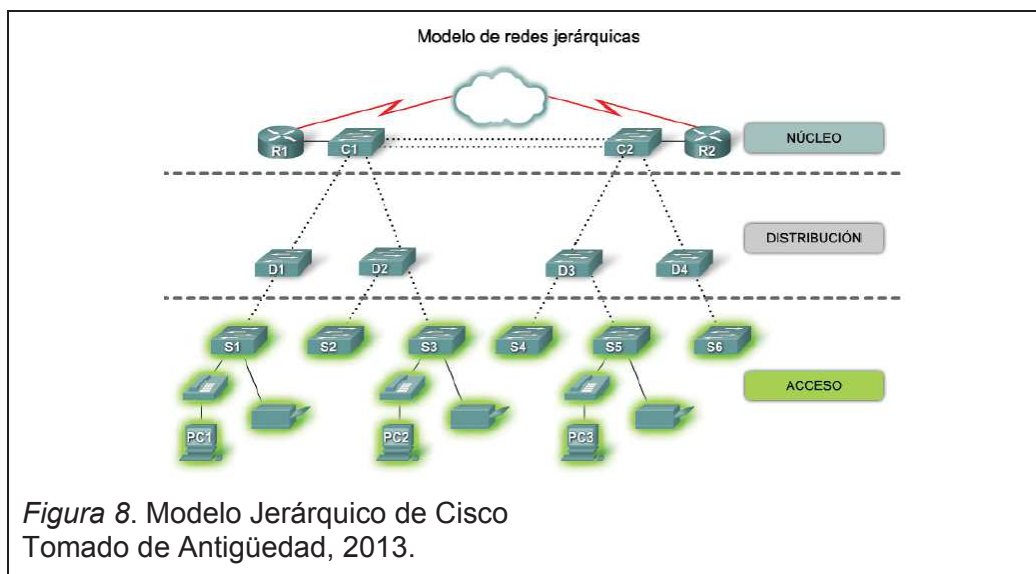 Modelo de redes jerárquicas
R1 C1 C2 R2 NÚCLEO
D1 D2 D3 D4 DISTRIBUCIÓN
S1 S2 S3 S4 S5 S6
ACCESO
PC1 PC2 PC3
Figura 8. Modelo Jerárquico de Cisco
Tomado de Antigüedad, 2013.